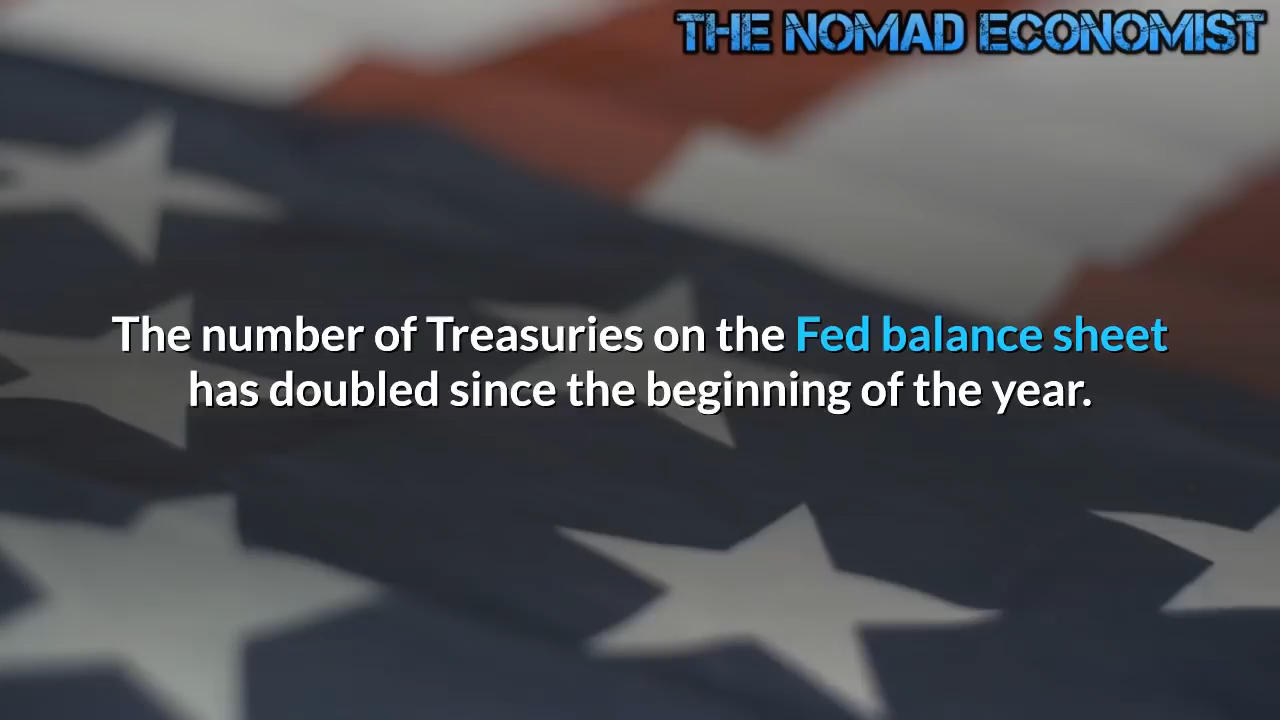 THE NOMAD ECONOMIST
The number of Treasuries on the Fed balance sheet
has doubled since the beginning of the year.